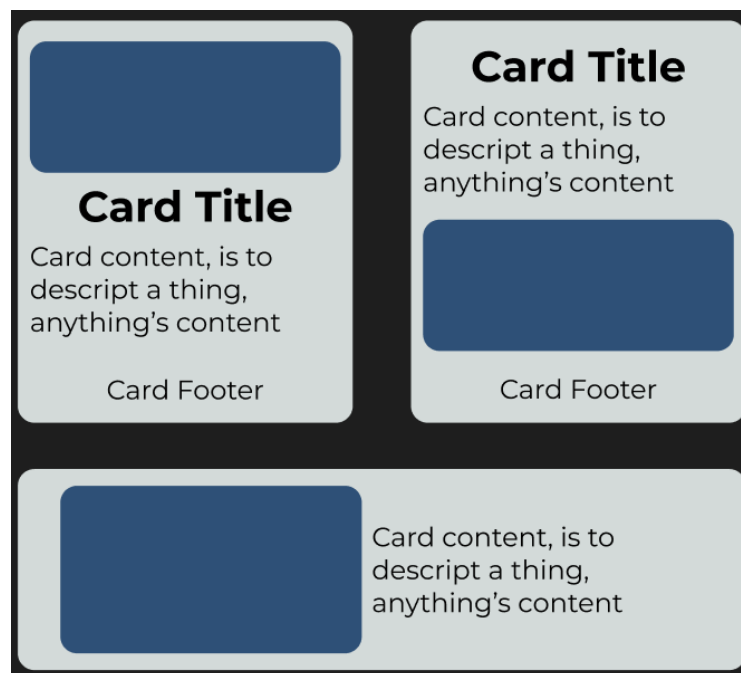 Card Title
Card content, is to
descript a thing,
anything’s content
Card Footer
Card Title
Card content, is to
descript a thing,
anything’s content
Card Footer
Card content, is to
descript a thing,
anything’s content